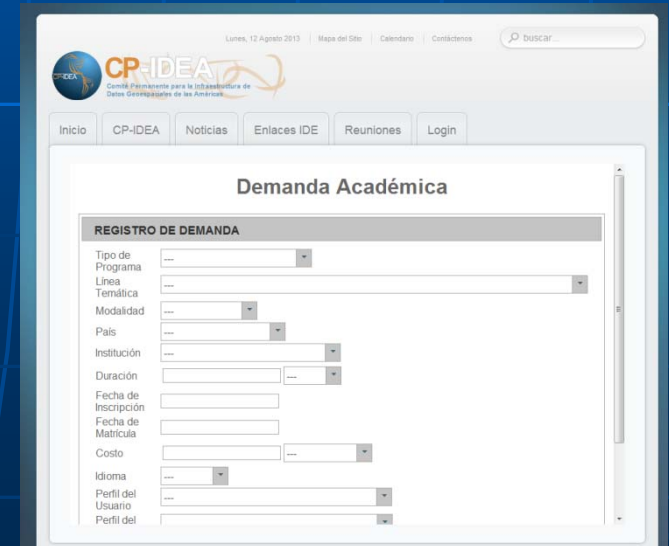 Lunes, 12 Agosto 2013 | Mapa del Sitio | Calendario | Contáctenos
buscar...
CP-IDEA
CP-IDEA
Comité Permanente para la Infraestructura de
Datos Geoespaciales de las Américas
Inicio CP-IDEA Noticias Enlaces IDE Reuniones Login
Demanda Académica
REGISTRO DE DEMANDA
Tipo de
Programa ---
Línea
Temática ---
Modalidad ---
País ---
Institución ---
Duración ---
Fecha de
Inscripción
Fecha de
Matrícula
Costo ---
Idioma ---
Perfil del
Usuario ---
Perfil del